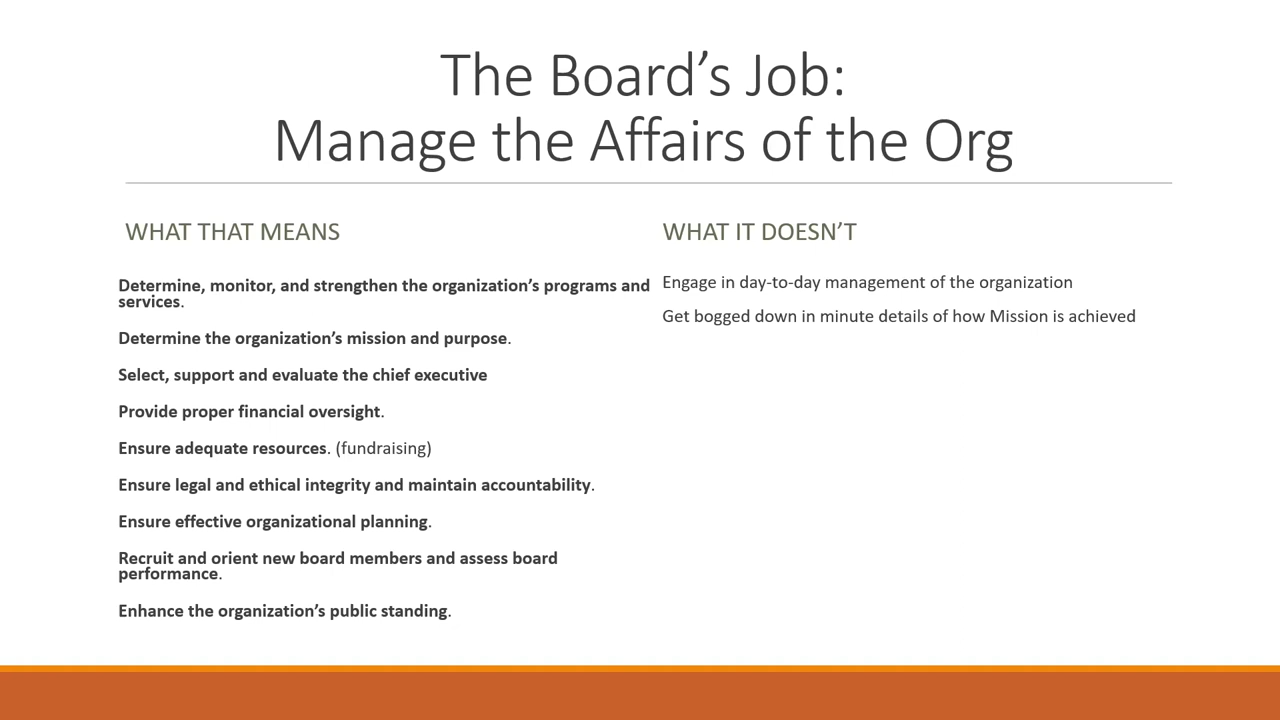 The Board’s Job:
Manage the Affairs of the Org
WHAT THAT MEANS
Determine, monitor, and strengthen the organization’s programs and
services.
Determine the organization’s mission and purpose.
Select, support and evaluate the chief executive
Provide proper financial oversight.
Ensure adequate resources. (fundraising)
Ensure legal and ethical integrity and maintain accountability.
Ensure effective organizational planning.
Recruit and orient new board members and assess board
performance.
Enhance the organization’s public standing.
WHAT IT DOESN’T
Engage in day-to-day management of the organization
Get bogged down in minute details of how Mission is achieved